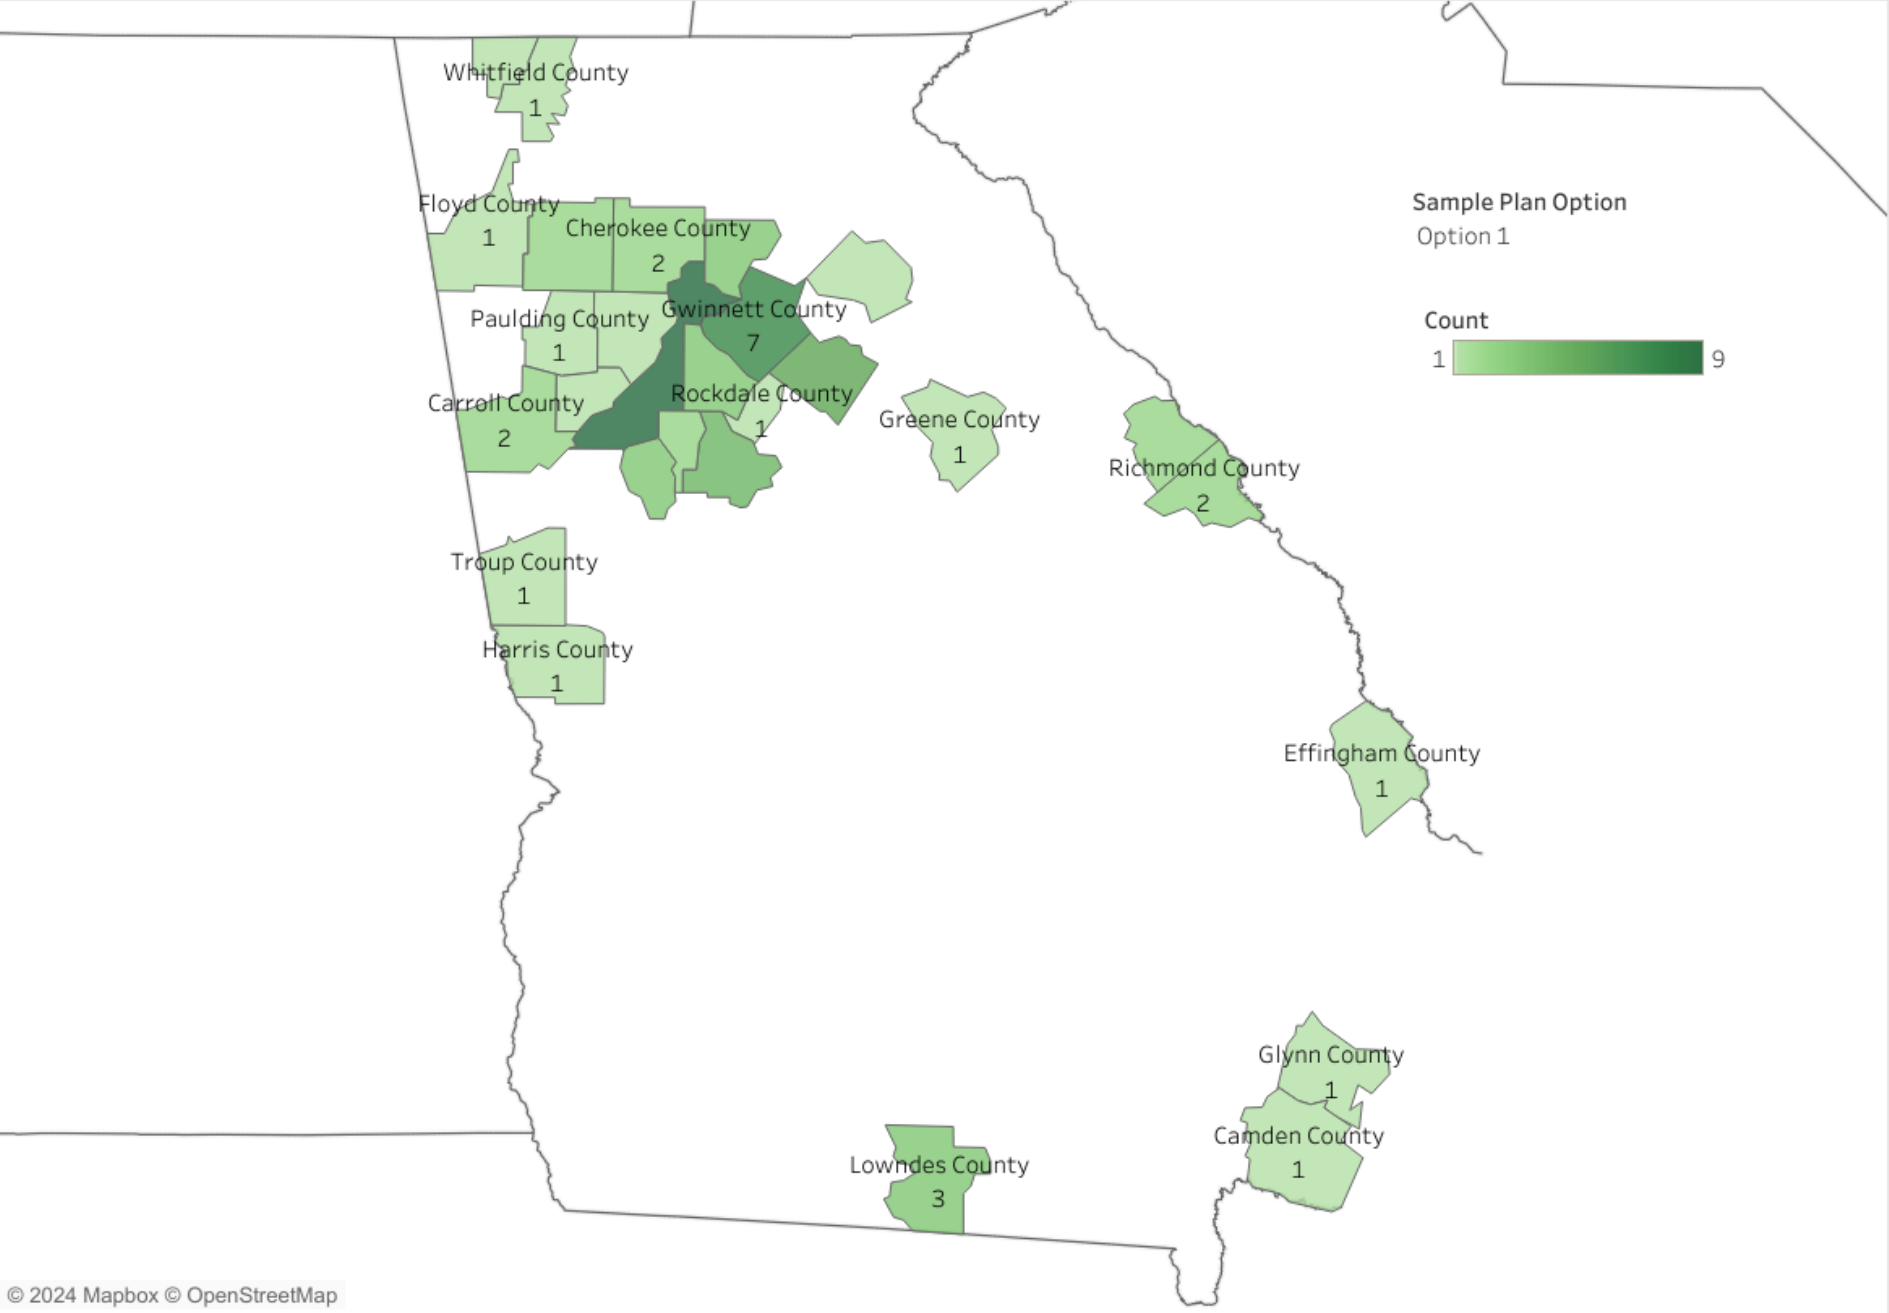 Whitfield County
1
Floyd County
1
Cherokee County
2
Sample Plan Option
Option 1
Gwinnett County
7
Paulding County
1
Count
1
9
Rockdale County
1
Carroll County
2
Greene County
1
Richmond County
2
Troup County
1
Harris County
1
Effingham County
1
Glynn County
1
Camden County
1
Lowndes County
3
© 2024 Mapbox © OpenStreetMap